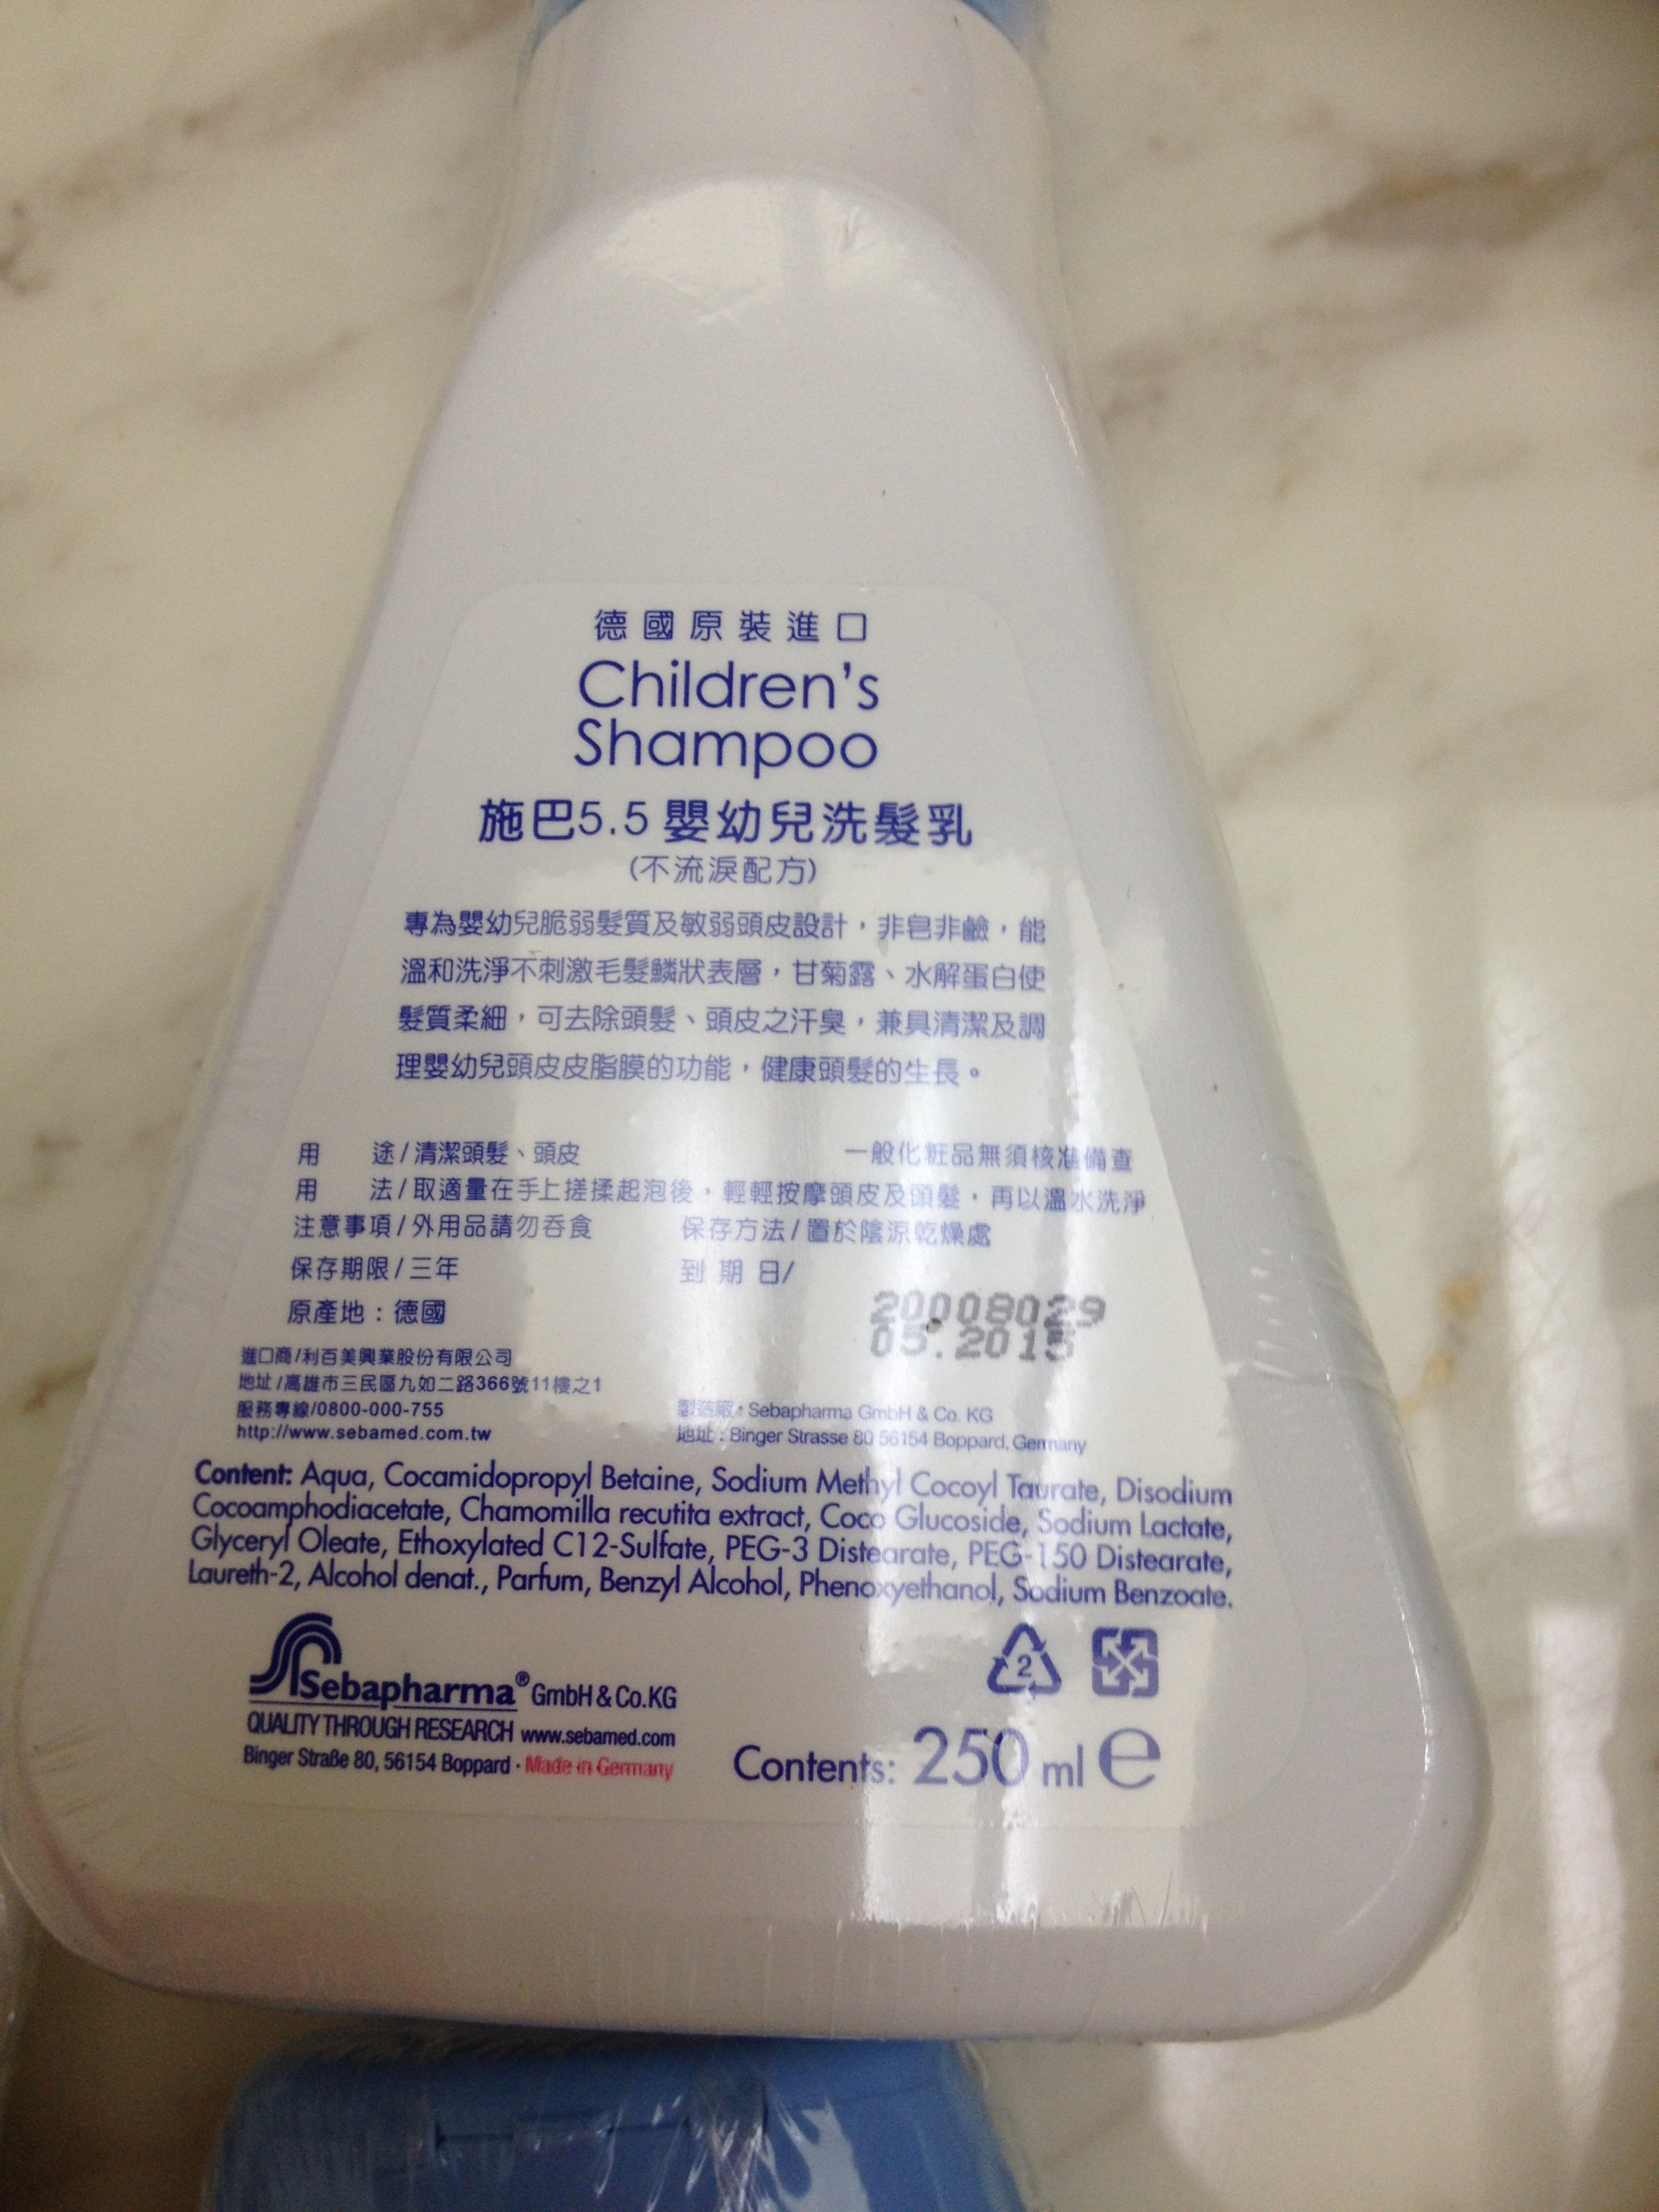 德國原裝進口
Children's
Shampoo
施巴5.5嬰幼兒洗髮乳
(不流淚配方)
專為嬰幼兒脆弱髮質及敏弱頭皮設計，非皂非鹼，能
溫和洗淨不刺激毛髮鱗狀表層，甘菊露、水解蛋白使
髮質柔細，可去除頭髮、頭皮之汗臭，兼具清潔及調
理嬰幼兒頭皮皮脂膜的功能，健康頭髮的生長。
用 途/清潔頭髮、頭皮 一般化粧品無須核准備查
用 法/取適量在手上搓揉起泡後，輕輕按摩頭皮及頭髮，再以溫水洗淨
注意事項/外用品請勿吞食 保存方法/置於陰涼乾燥處
保存期限/三年 到期日/
原產地：德國
20008029
05.2015
進口商/利百美興業股份有限公司
地址/高雄市三民區九如二路366號11樓之1
服務專線/0800-000-755
http://www.sebamed.com.tw
製造廠：Sebapharma GmbH & Co. KG
地址：Binger Strasse 80 56154 Boppard, Germany
Content: Aqua, Cocamidopropyl Betaine, Sodium Methyl Cocoyl Taurate, Disodium
Cocoamphodiacetate, Chamomilla recutita extract, Coco Glucoside, Sodium Lactate,
Glyceryl Oleate, Ethoxylated C12-Sulfate, PEG-3 Distearate, PEG-150 Distearate,
Laureth-2, Alcohol denat., Parfum, Benzyl Alcohol, Phenoxyethanol, Sodium Benzoate.
Sebapharma® GmbH & Co.KG
QUALITY THROUGH RESEARCH www.sebamed.com
Binger Straße 80, 56154 Boppard · Made in Germany
2
Contents: 250 ml e